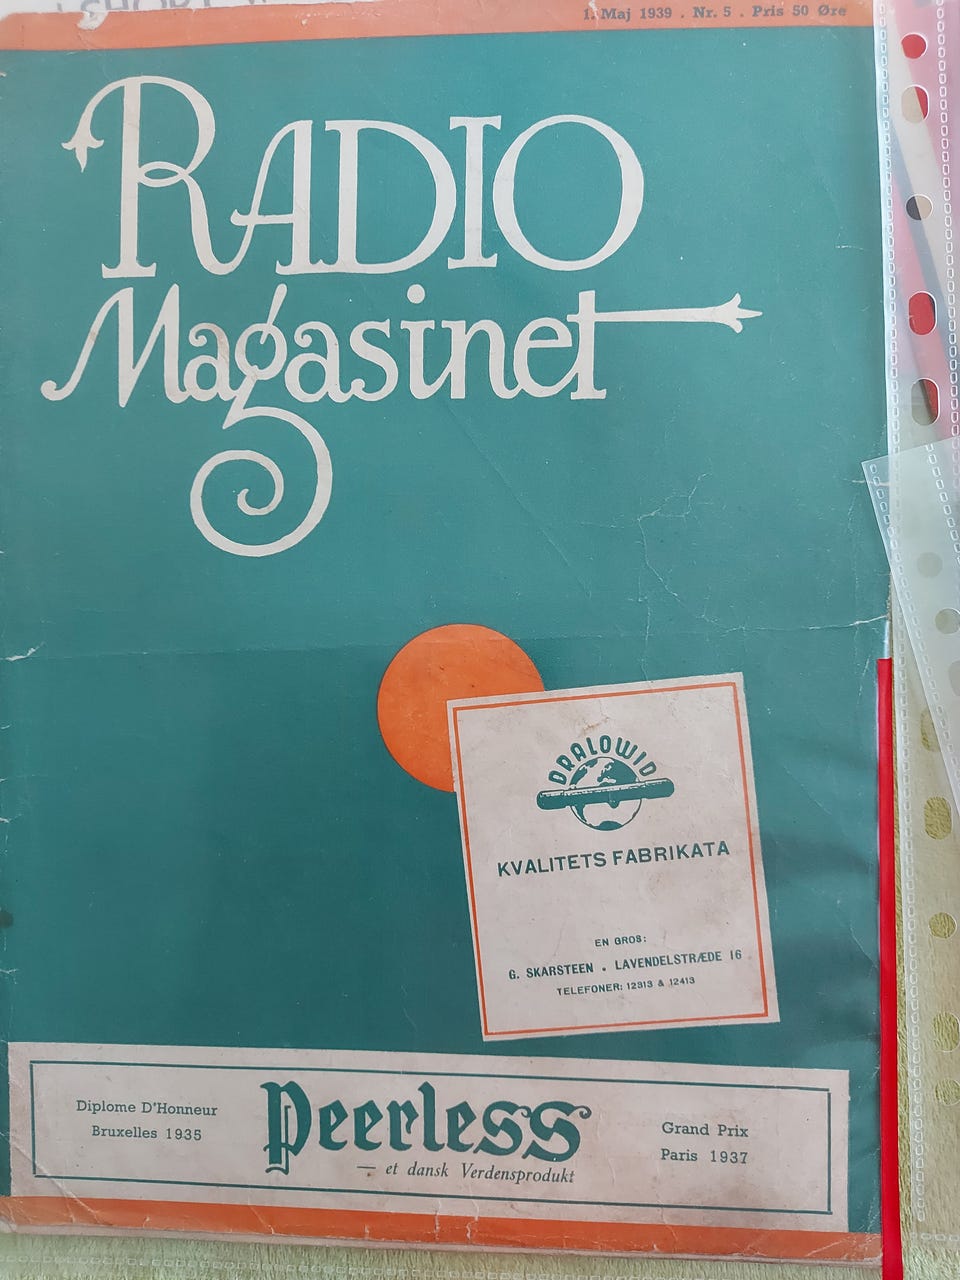 1. Maj 1939 . Nr. 5 . Pris 50 Øre
RADIO
Magasinet
DRALOWID
KVALITETS FABRIKATA
EN GROS:
G. SKARSTEEN • LAVENDELSTRÆDE 16
TELEFONER: 12313 & 12413
Diplome D'Honneur
Bruxelles 1935
Peerless
— et dansk Verdensprodukt
Grand Prix
Paris 1937